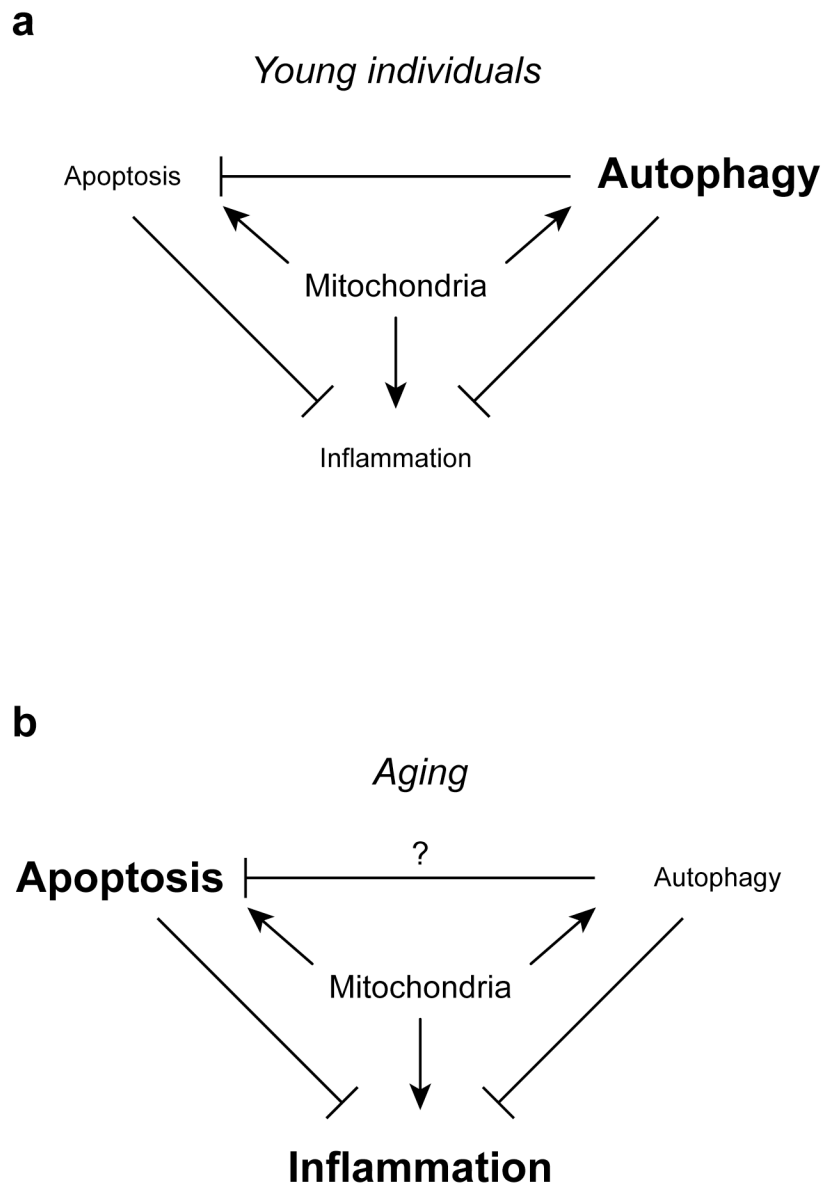 a
Young individuals
Apoptosis
Autophagy
Mitochondria
Inflammation
b
Aging
?
Apoptosis
Autophagy
Mitochondria
Inflammation